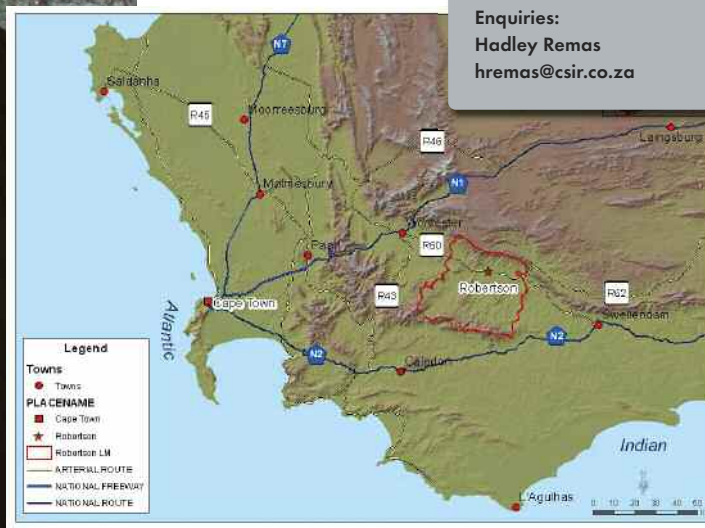 Enquiries:
Hadley Remas
hremas@csir.co.za
N7
Saldanha
R45
Moorreesburg
R46
Laingsburg
Malmesbury
N1
Worcester
R60
Paarl
Robertson
R43
R62
Cape Town
Swellendam
Atlantic
N2
N2
Caledon
Legend
Towns
Towns
PLACENAME
Cape Town
Robertson
Robertson LM
ARTERIAL ROUTE
NATIONAL FREEWAY
NATIONAL ROUTE
Indian
L'Agulhas
0 10 20 30 40